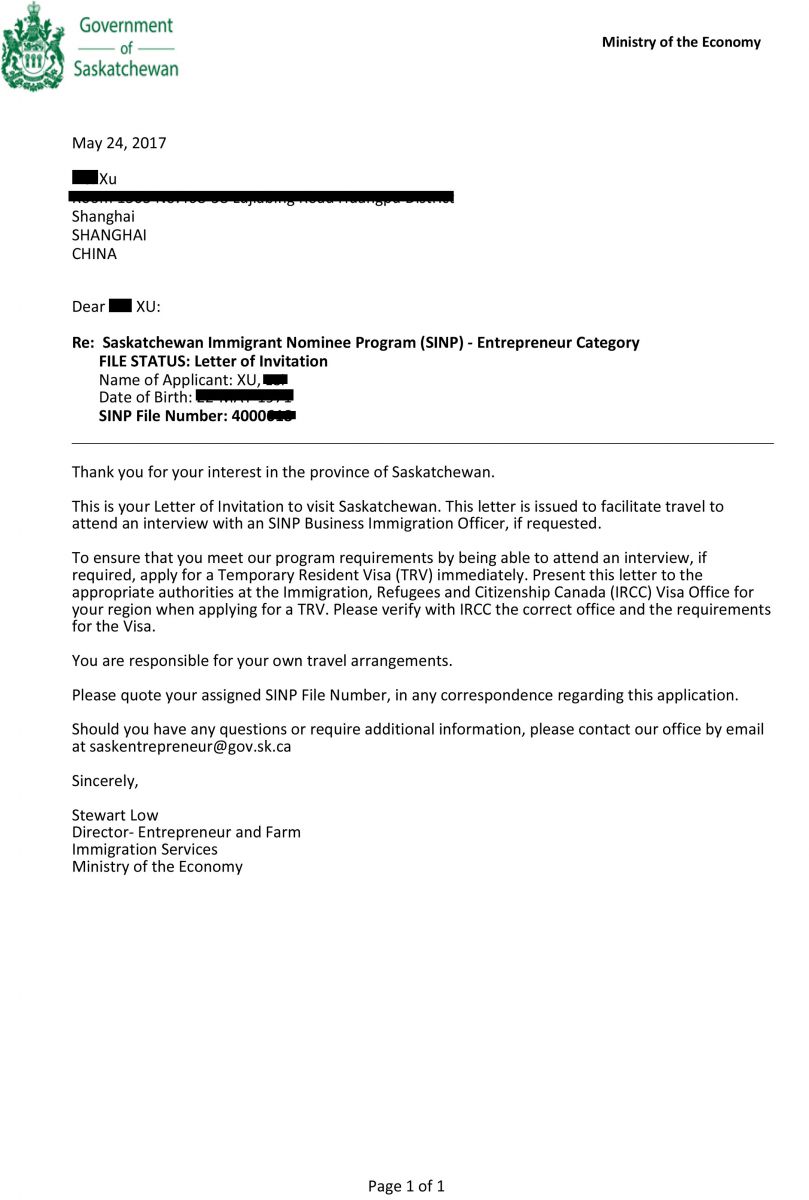 Government
of
Saskatchewan
Ministry of the Economy
May 24, 2017
Xu
Shanghai
SHANGHAI
CHINA
Dear XU:
Re: Saskatchewan Immigrant Nominee Program (SINP) - Entrepreneur Category
FILE STATUS: Letter of Invitation
Name of Applicant: XU,
Date of Birth:
SINP File Number: 4000
Thank you for your interest in the province of Saskatchewan.
This is your Letter of Invitation to visit Saskatchewan. This letter is issued to facilitate travel to
attend an interview with an SINP Business Immigration Officer, if requested.
To ensure that you meet our program requirements by being able to attend an interview, if
required, apply for a Temporary Resident Visa (TRV) immediately. Present this letter to the
appropriate authorities at the Immigration, Refugees and Citizenship Canada (IRCC) Visa Office for
your region when applying for a TRV. Please verify with IRCC the correct office and the requirements
for the Visa.
You are responsible for your own travel arrangements.
Please quote your assigned SINP File Number, in any correspondence regarding this application.
Should you have any questions or require additional information, please contact our office by email
at saskentrepreneur@gov.sk.ca
Sincerely,
Stewart Low
Director- Entrepreneur and Farm
Immigration Services
Ministry of the Economy
Page 1 of 1